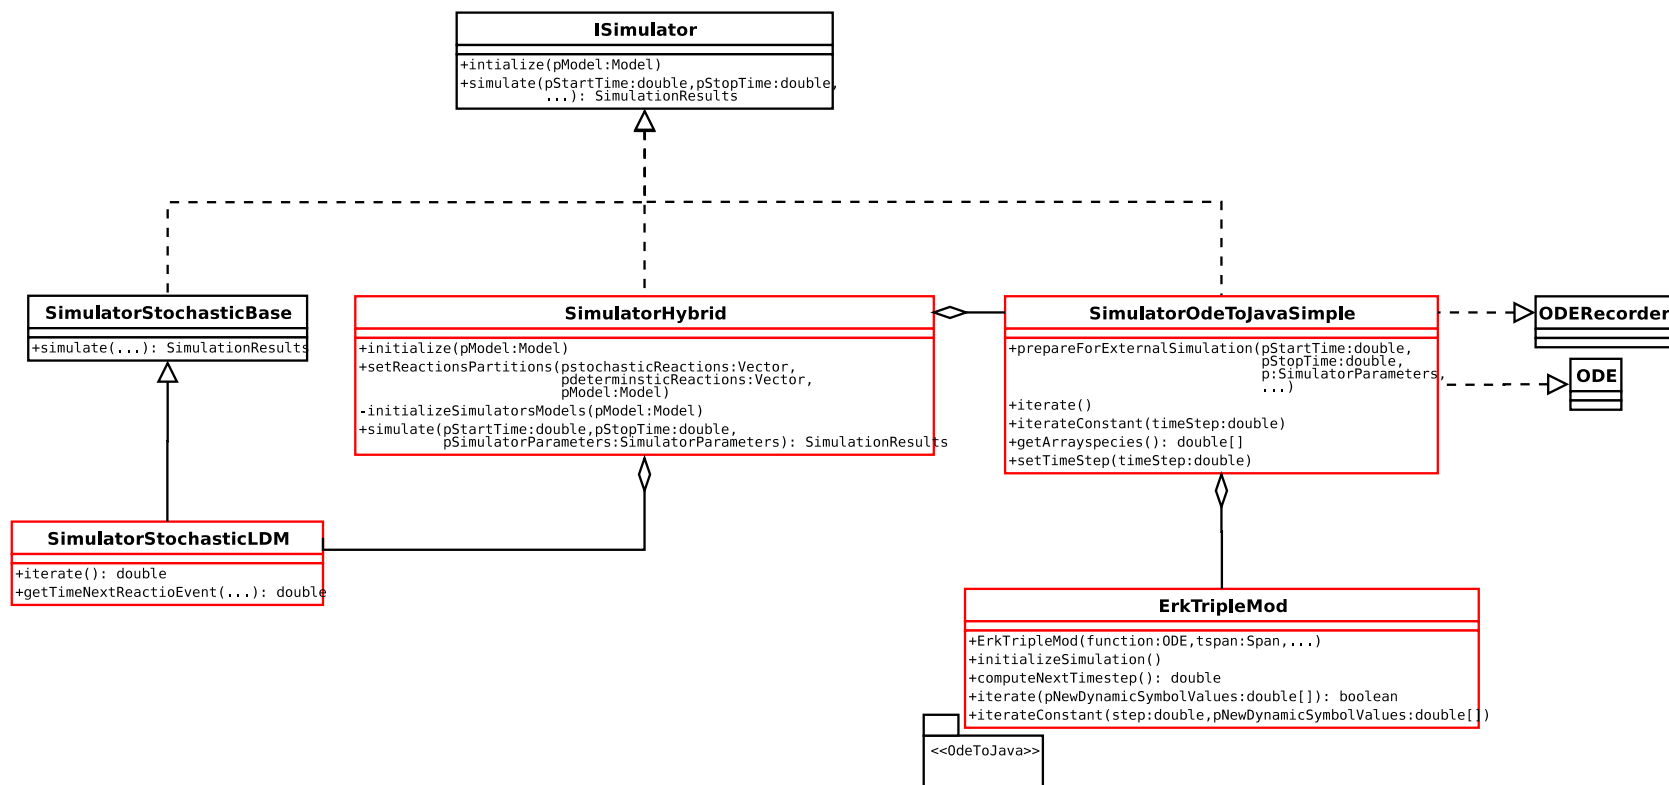 ISimulator
+intialize(pModel:Model)
+simulate(pStartTime:double,pStopTime:double,
...): SimulationResults
SimulatorStochasticBase
+simulate(...): SimulationResults
SimulatorHybrid
+initialize(pModel:Model)
+setReactionsPartitions(pstochasticReactions:Vector,
pdeterminsticReactions:Vector,
pModel:Model)
-initializeSimulatorsModels(pModel:Model)
+simulate(pStartTime:double,pStopTime:double,
pSimulatorParameters:SimulatorParameters): SimulationResults
SimulatorOdeToJavaSimple
+prepareForExternalSimulation(pStartTime:double,
pStopTime:double,
p:SimulatorParameters,
...)
+iterate()
+iterateConstant(timeStep:double)
+getArrayspecies(): double[]
+setTimeStep(timeStep:double)
ODERecorder
ODE
SimulatorStochasticLDM
+iterate(): double
+getTimeNextReactioEvent(...): double
ErkTripleMod
+ErkTripleMod(function:ODE,tspan:Span,...)
+initializeSimulation()
+computeNextTimestep(): double
+iterate(pNewDynamicSymbolValues:double[]): boolean
+iterateConstant(step:double,pNewDynamicSymbolValues:double[])
<<OdeToJava>>